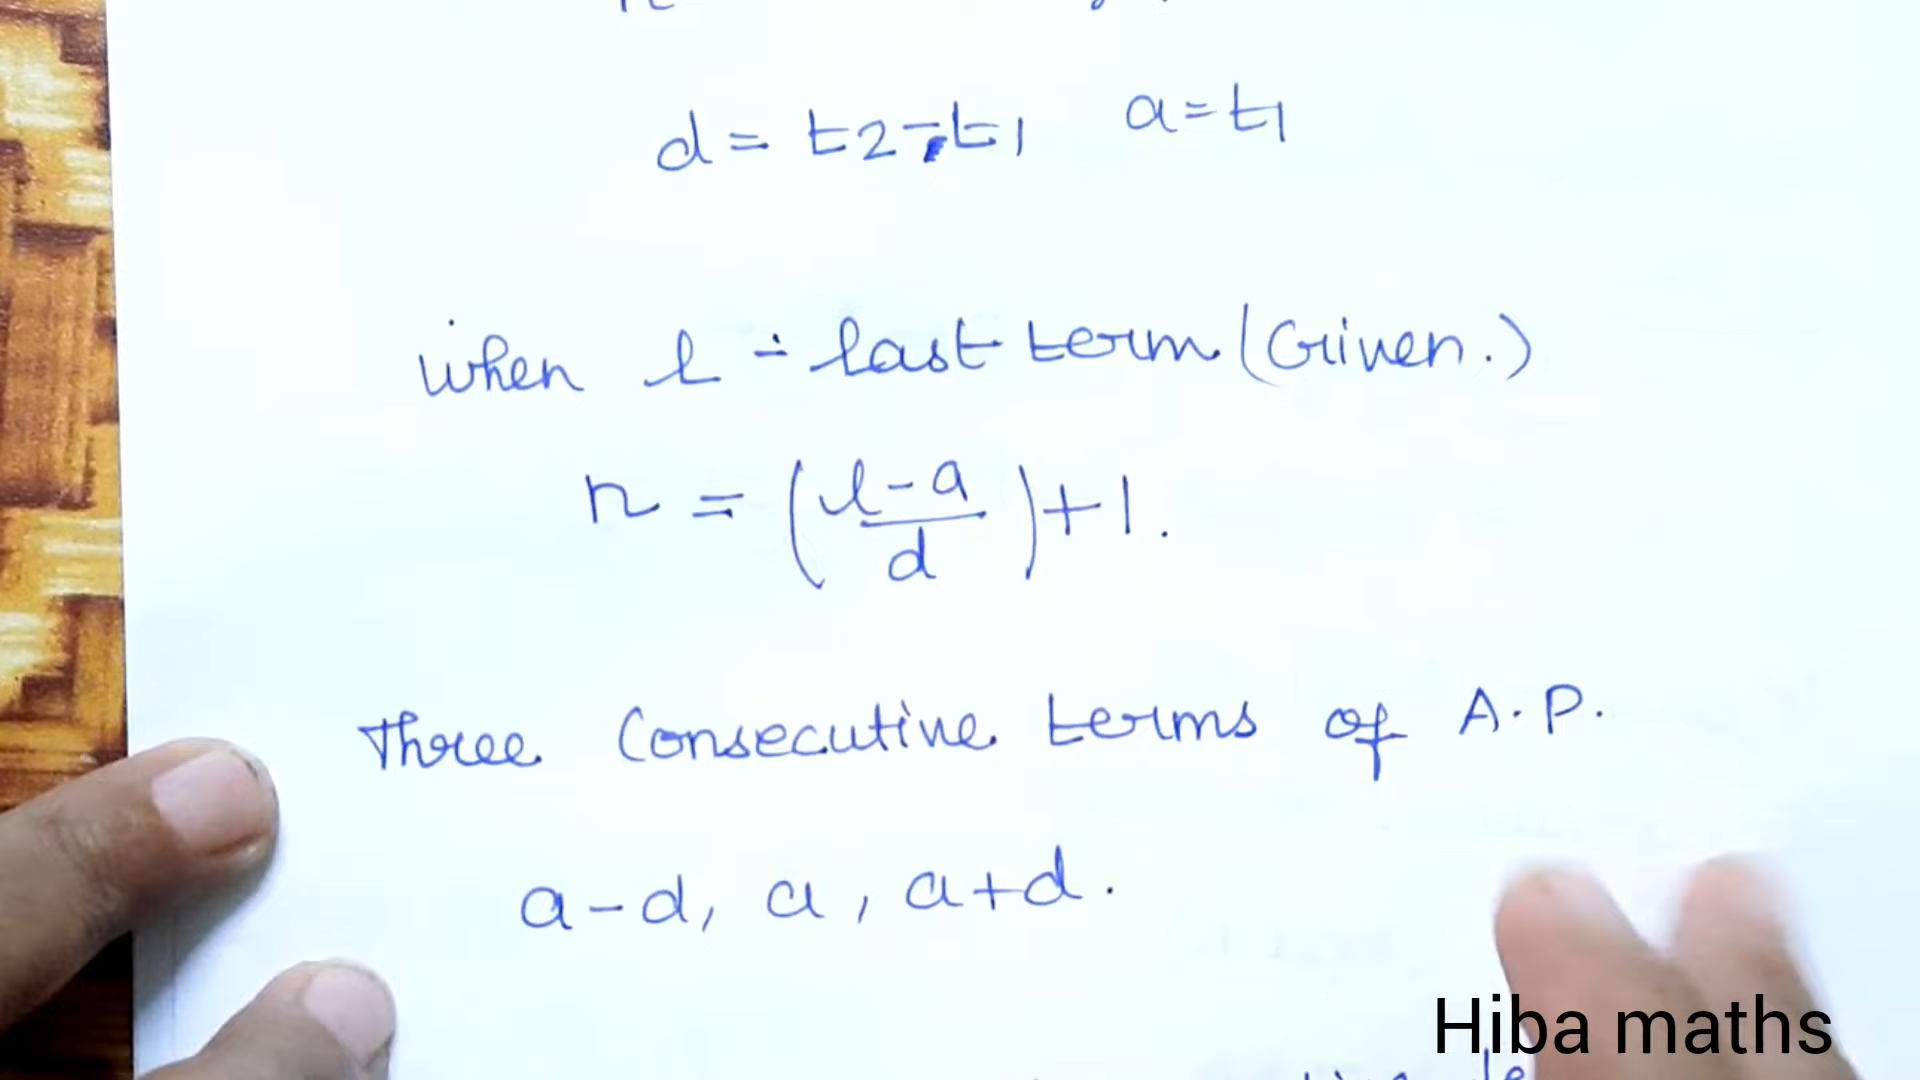 d = t2-t1 a=t1
When l - last term (Given.)
n = (l-a/d)+1.
Three Consecutive terms of A.P.
a-d, a, a+d.
Hiba maths